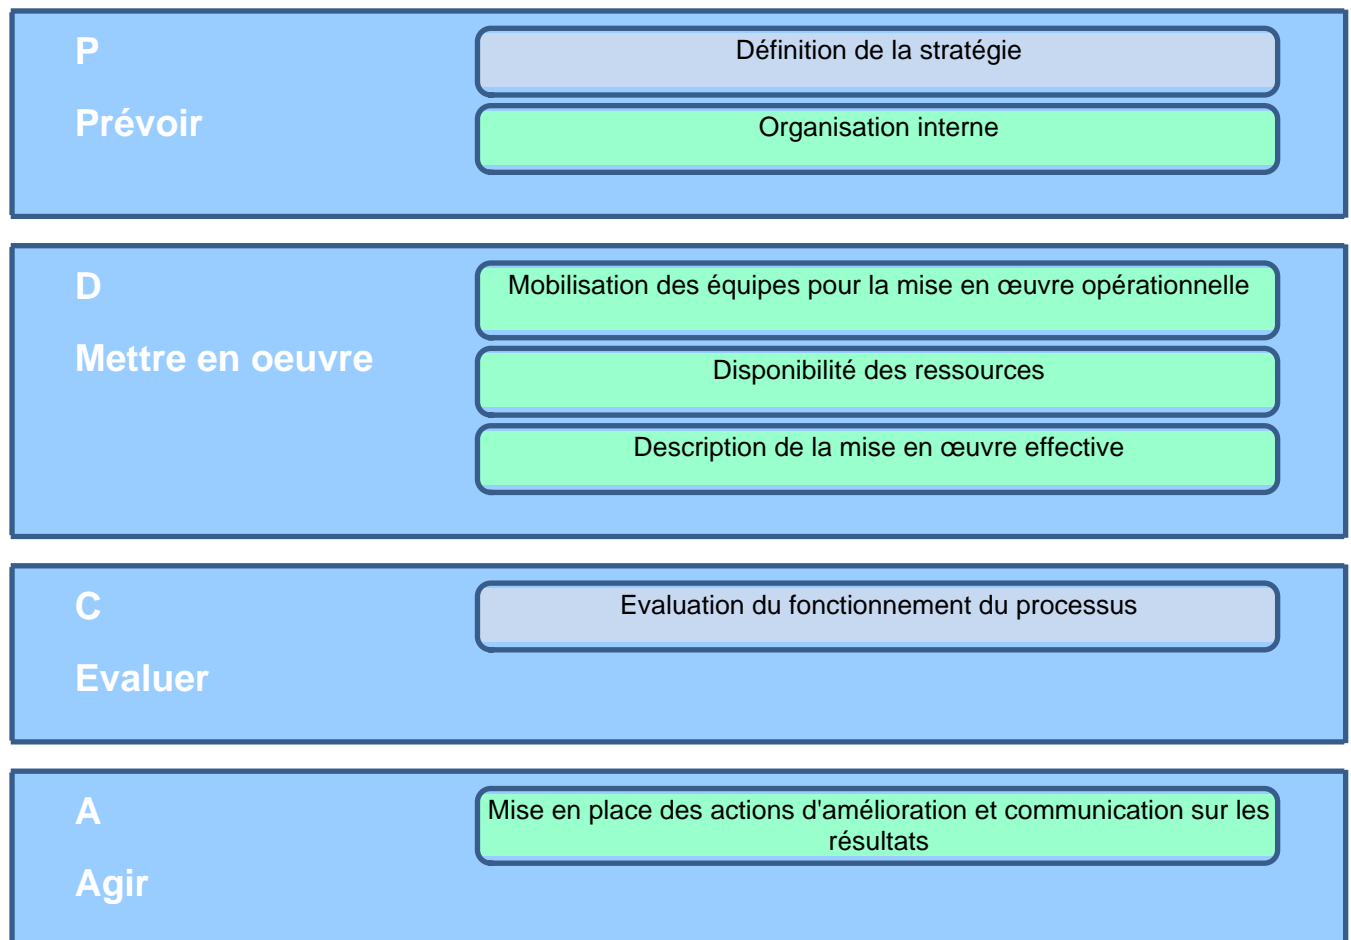 P
Définition de la stratégie
Prévoir
Organisation interne
D
Mobilisation des équipes pour la mise en œuvre opérationnelle
Mettre en oeuvre
Disponibilité des ressources
Description de la mise en œuvre effective
C
Evaluation du fonctionnement du processus
Evaluer
A
Mise en place des actions d'amélioration et communication sur les
résultats
Agir